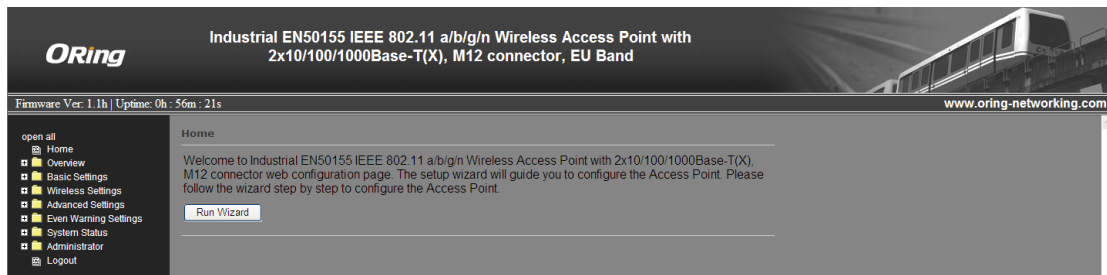 ORing
Industrial EN50155 IEEE 802.11 a/b/g/n Wireless Access Point with
2x10/100/1000Base-T(X), M12 connector, EU Band
Firmware Ver: 1.1h | Uptime: 0h : 56m : 21s
www.oring-networking.com
open all
Home
Overview
Basic Settings
Wireless Settings
Advanced Settings
Even Warning Settings
System Status
Administrator
Logout
Home
Welcome to Industrial EN50155 IEEE 802.11 a/b/g/n Wireless Access Point with 2x10/100/1000Base-T(X),
M12 connector web configuration page. The setup wizard will guide you to configure the Access Point. Please
follow the wizard step by step to configure the Access Point.
Run Wizard